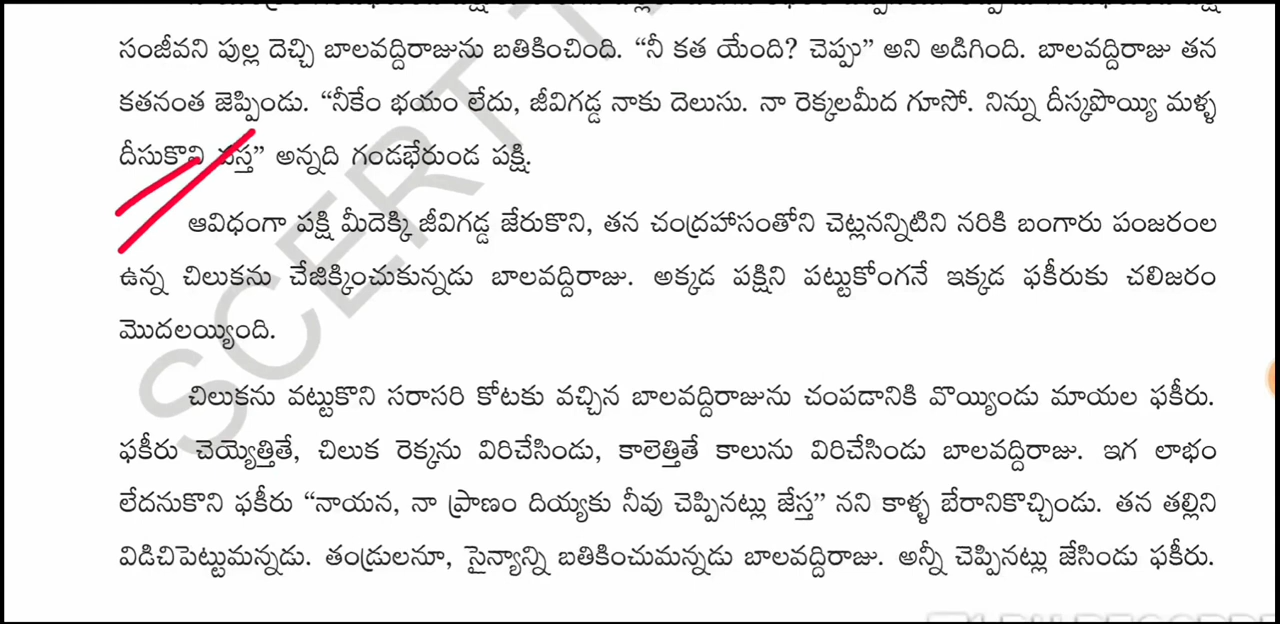 సంజీవని పుల్ల దెచ్చి బాలవద్దిరాజును బతికించింది. “నీ కత యేంది? చెప్పు” అని అడిగింది. బాలవద్దిరాజు తన
కతనంత జెప్పిండు. “నీకేం భయం లేదు, జీవిగడ్డ నాకు దెలుసు. నా రెక్కలమీద గూసో. నిన్ను దీస్కపొయ్యి మళ్ళ
దీసుకొని వస్త” అన్నది గండభేరుండ పక్షి.
ఆవిధంగా పక్షి మీదెక్కి జీవిగడ్డ జేరుకొని, తన చంద్రహాసంతోని చెట్లనన్నిటిని నరికి బంగారు పంజరంల
ఉన్న చిలుకను చేజిక్కించుకున్నడు బాలవద్దిరాజు. అక్కడ పక్షిని పట్టుకోంగనే ఇక్కడ ఫకీరుకు చలిజరం
మొదలయ్యింది.
చిలుకను వట్టుకొని సరాసరి కోటకు వచ్చిన బాలవద్దిరాజును చంపడానికి వొయ్యిండు మాయల ఫకీరు.
ఫకీరు చెయ్యెత్తితే, చిలుక రెక్కను విరిచేసిండు, కాలెత్తితే కాలును విరిచేసిండు బాలవద్దిరాజు. ఇగ లాభం
లేదనుకొని ఫకీరు “నాయన, నా ప్రాణం దియ్యకు నీవు చెప్పినట్లు జేస్త” నని కాళ్ళ బేరానికొచ్చిండు. తన తల్లిని
విడిచిపెట్టుమన్నడు. తండ్రులనూ, సైన్యాన్ని బతికించుమన్నడు బాలవద్దిరాజు. అన్నీ చెప్పినట్లు జేసిండు ఫకీరు.
SCERT